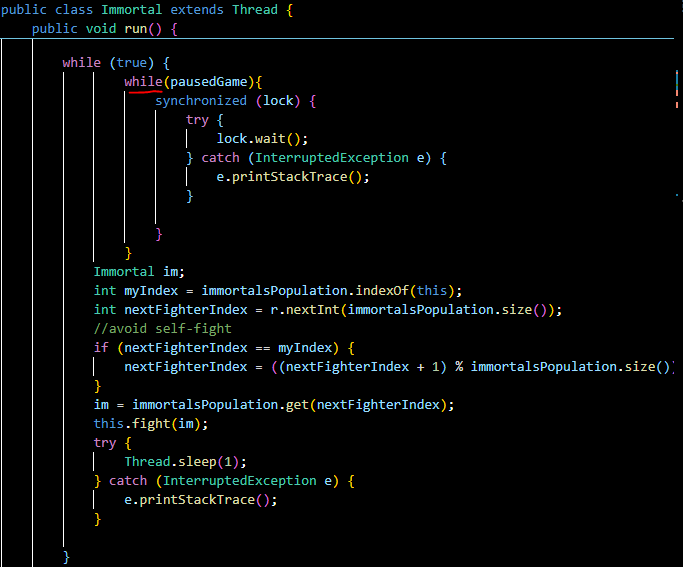 public class Immortal extends Thread {
public void run() {
while (true) {
while(pausedGame){
synchronized (lock) {
try {
lock.wait();
} catch (InterruptedException e) {
e.printStackTrace();
}
}
}
Immortal im;
int myIndex = immortalsPopulation.indexOf(this);
int nextFighterIndex = r.nextInt(immortalsPopulation.size());
//avoid self-fight
if (nextFighterIndex == myIndex) {
nextFighterIndex = ((nextFighterIndex + 1) % immortalsPopulation.size())
}
im = immortalsPopulation.get(nextFighterIndex);
this.fight(im);
try {
Thread.sleep(1);
} catch (InterruptedException e) {
e.printStackTrace();
}
}